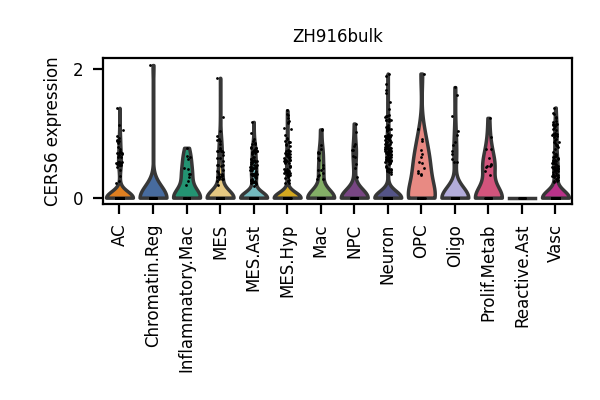 ZH916bulk
CERS6 expression
2
0
AC
Chromatin.Reg
Inflammatory.Mac
MES
MES.Ast
MES.Hyp
Mac
NPC
Neuron
OPC
Oligo
Prolif.Metab
Reactive.Ast
Vasc